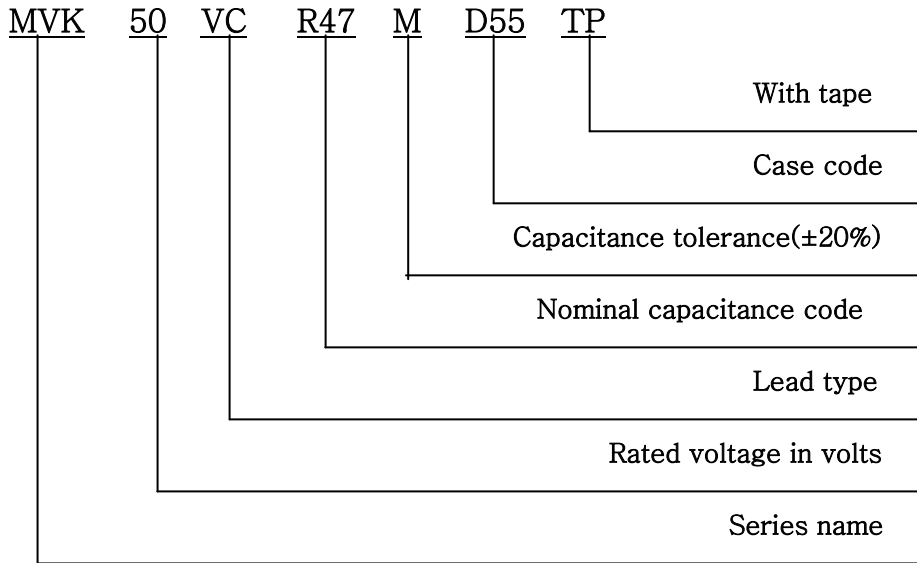 MVK 50 VC R47 M D55 TP
With tape
Case code
Capacitance tolerance(±20%)
Nominal capacitance code
Lead type
Rated voltage in volts
Series name